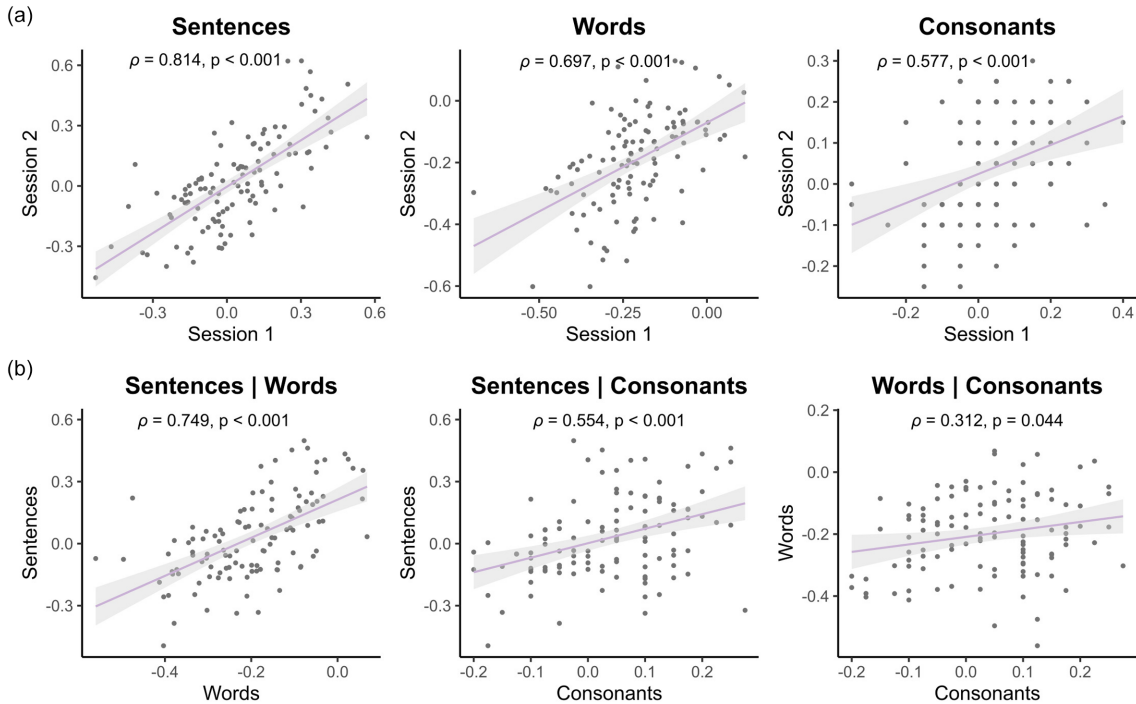 (a)
Sentences
Words
Consonants
ρ = 0.814, p < 0.001
ρ = 0.697, p < 0.001
ρ = 0.577, p < 0.001
Session 2
0.6
0.3
0.0
-0.3
Session 2
0.0
-0.2
-0.4
-0.6
Session 2
0.3
0.2
0.1
0.0
-0.1
-0.2
-0.3
0.0
0.3
0.6
-0.50
-0.25
0.00
-0.2
0.0
0.2
0.4
Session 1
Session 1
Session 1
(b)
Sentences | Words
Sentences | Consonants
Words | Consonants
ρ = 0.749, p < 0.001
ρ = 0.554, p < 0.001
ρ = 0.312, p = 0.044
Sentences
0.6
0.3
0.0
-0.3
Sentences
0.6
0.3
0.0
-0.3
Words
0.2
0.0
-0.2
-0.4
-0.4
-0.2
0.0
-0.2
-0.1
0.0
0.1
0.2
-0.2
-0.1
0.0
0.1
0.2
Words
Consonants
Consonants